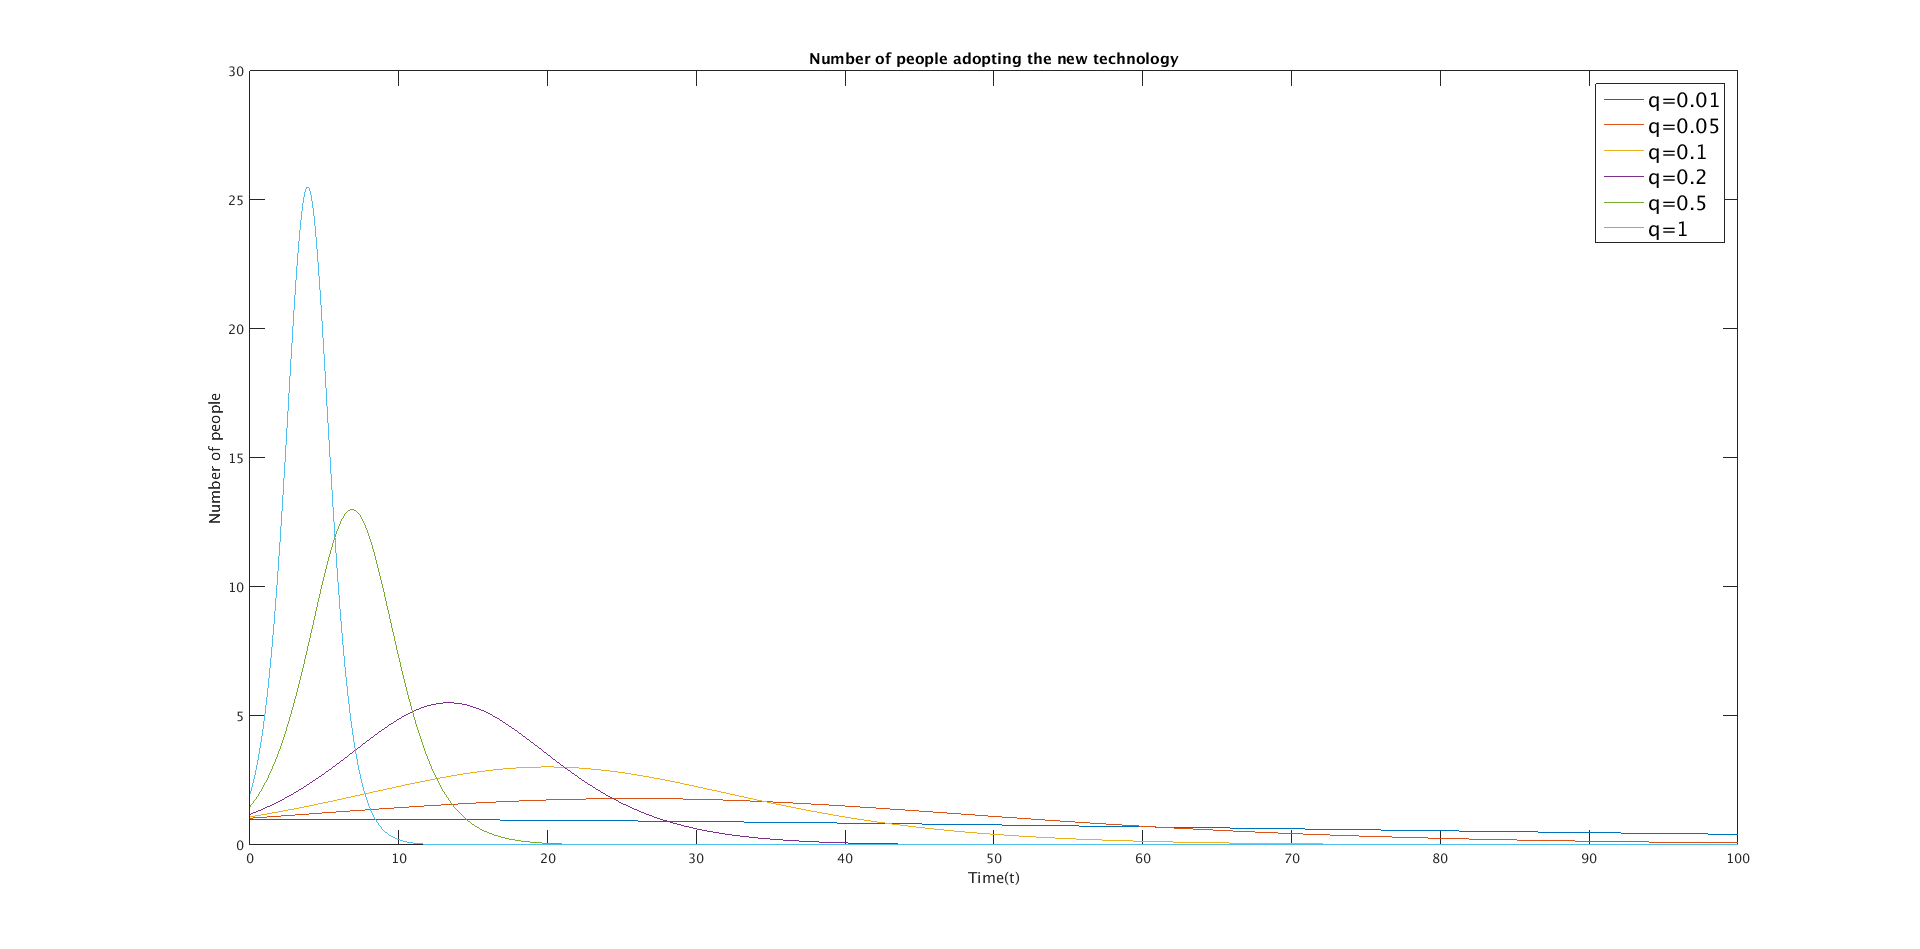 Number of people adopting the new technology
30
25
20
15
10
5
0
Number of people
q=0.01
q=0.05
q=0.1
q=0.2
q=0.5
q=1
0 10 20 30 40 50 60 70 80 90 100
Time(t)